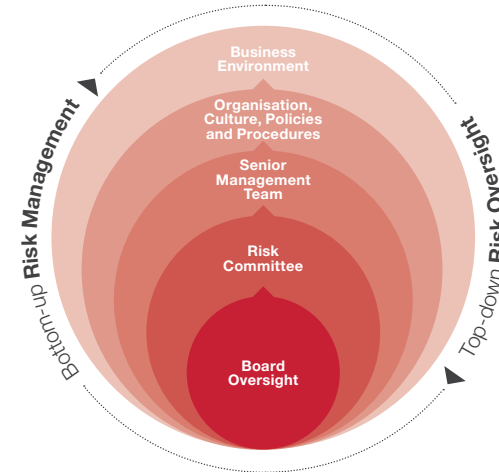 Business
Environment
Organisation,
Culture, Policies
and Procedures
Senior
Management
Team
Risk
Committee
Board
Oversight
Bottom-up Risk Management
Top-down Risk Oversight